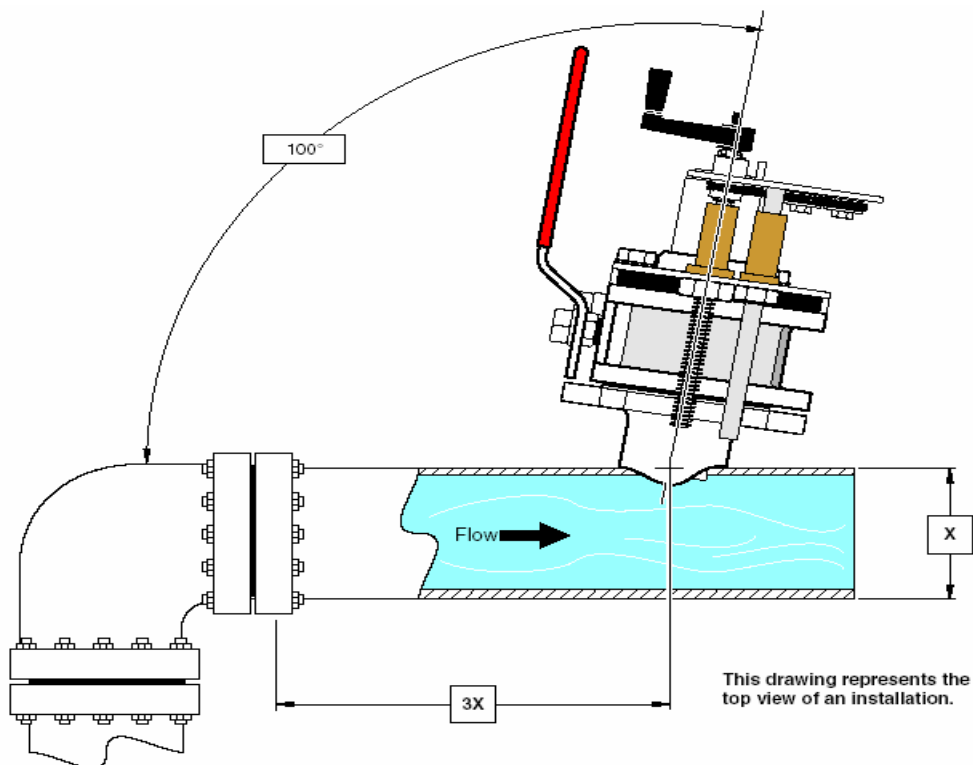 100°
Flow
X
3X
This drawing represents the
top view of an installation.